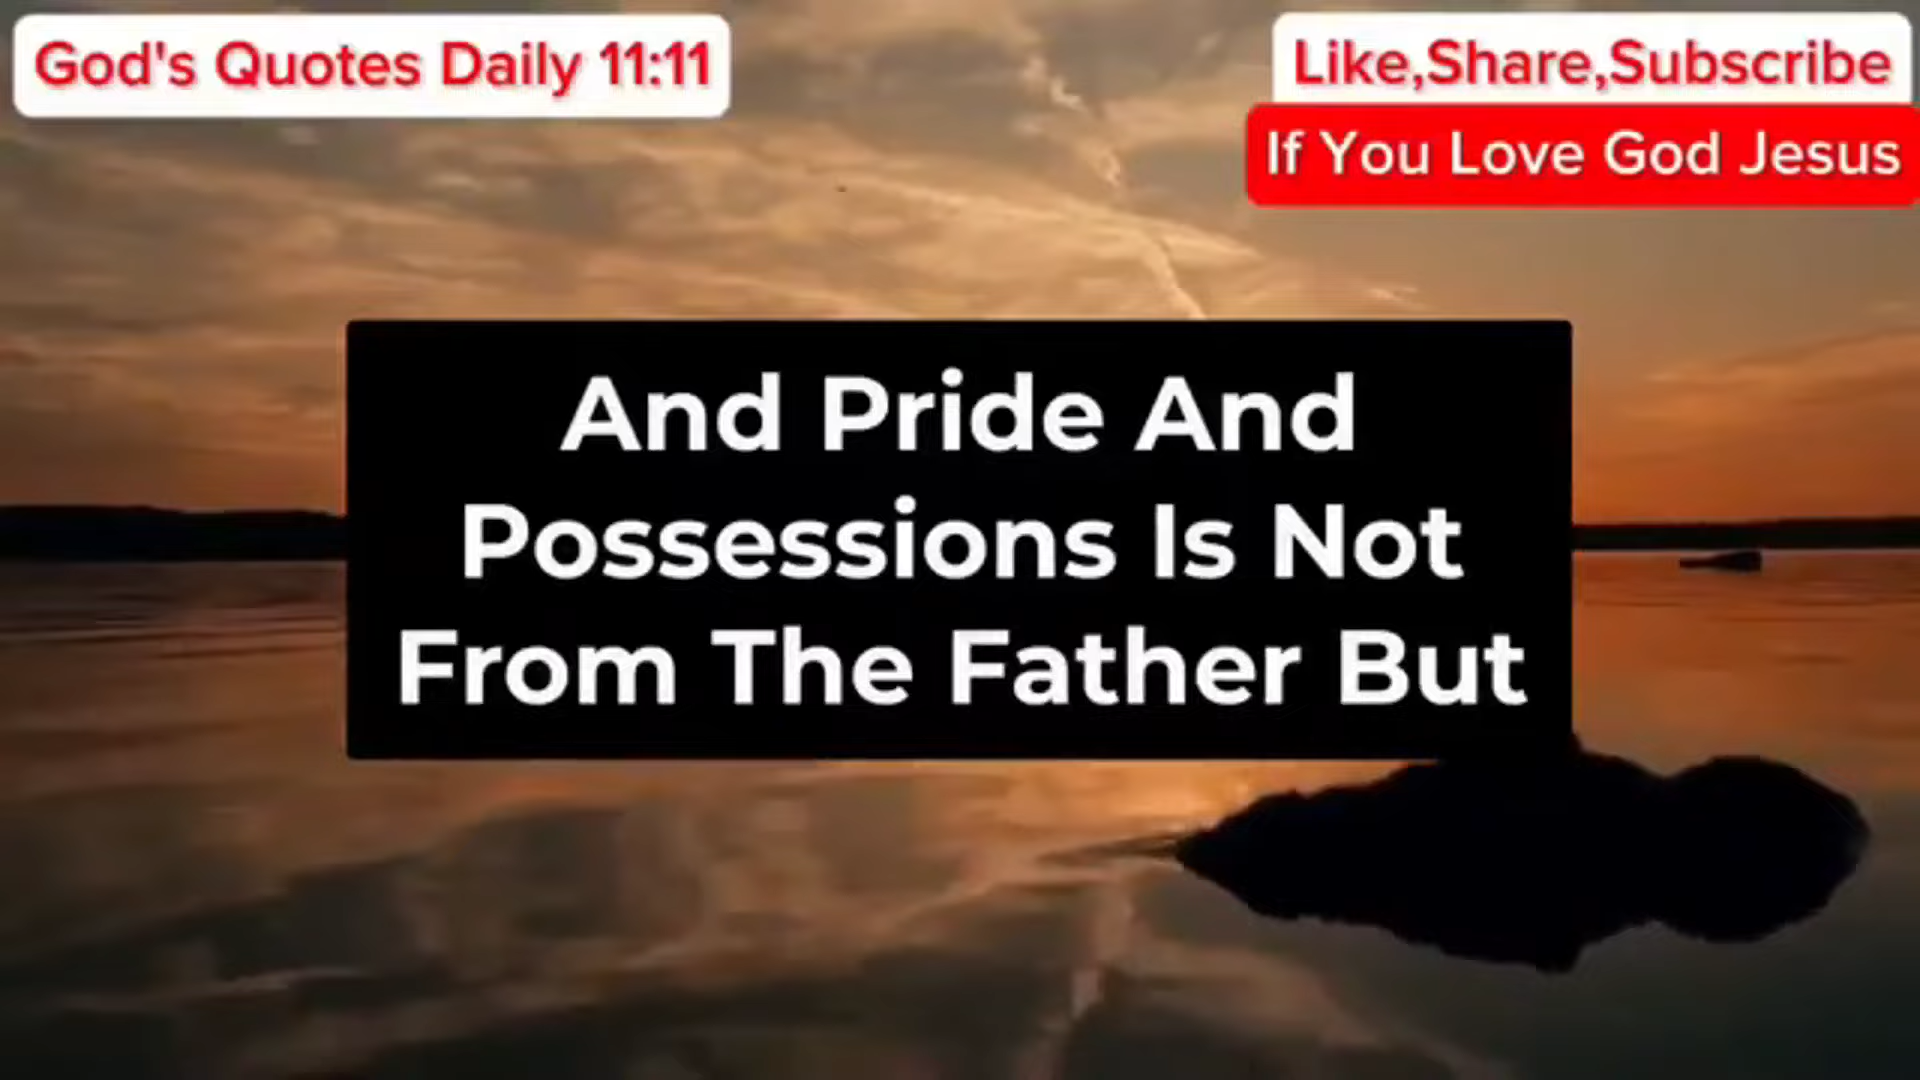 God's Quotes Daily 11:11
Like,Share,Subscribe
If You Love God Jesus
And Pride And
Possessions Is Not
From The Father But